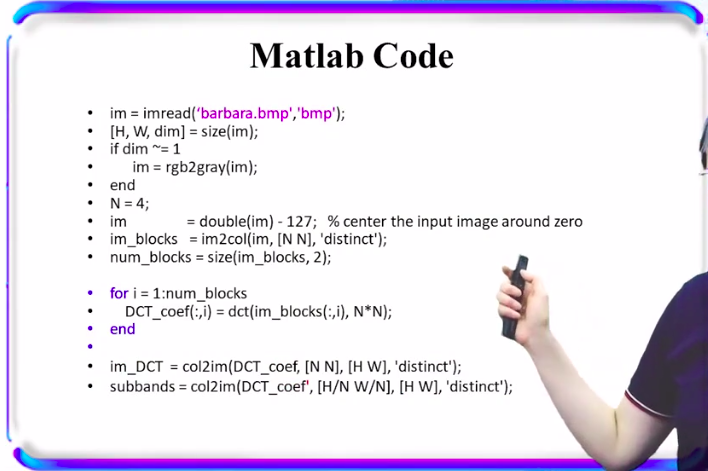 Matlab Code
• im = imread(‘barbara.bmp','bmp');
• [H, W, dim] = size(im);
• if dim ~= 1
• im = rgb2gray(im);
• end
• N = 4;
• im = double(im) - 127; % center the input image around zero
• im_blocks = im2col(im, [N N], 'distinct');
• num_blocks = size(im_blocks, 2);
• for i = 1:num_blocks
• DCT_coef(:,i) = dct(im_blocks(:,i), N*N);
• end
•
• im_DCT = col2im(DCT_coef, [N N], [H W], 'distinct');
• subbands = col2im(DCT_coef', [H/N W/N], [H W], 'distinct');